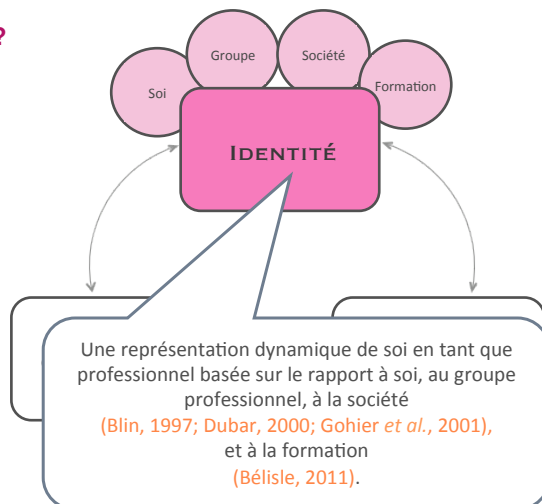 ?
Groupe
Société
Soi
Formation
IDENTITÉ
Une représentation dynamique de soi en tant que
professionnel basée sur le rapport à soi, au groupe
professionnel, à la société
(Blin, 1997; Dubar, 2000; Gohier et al., 2001),
et à la formation
(Bélisle, 2011).